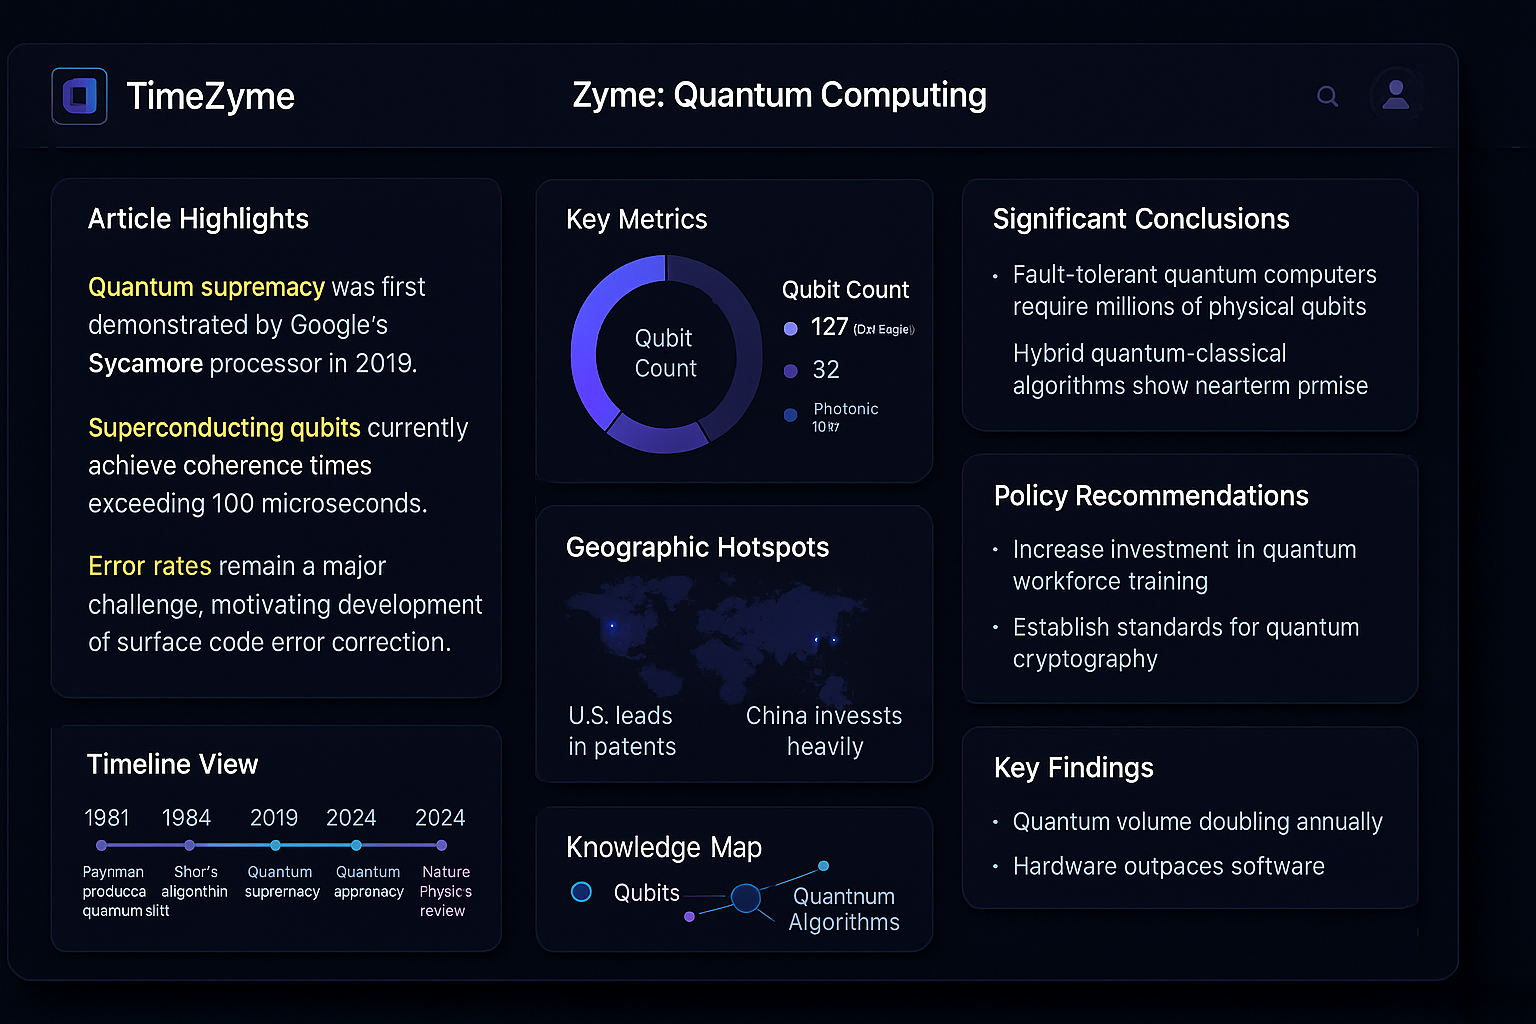 TimeZyme
Zyme: Quantum Computing
Article Highlights
Quantum supremacy was first
demonstrated by Google's
Sycamore processor in 2019.
Superconducting qubits currently
achieve coherence times
exceeding 100 microseconds.
Error rates remain a major
challenge, motivating development
of surface code error correction.
Timeline View
1981 1984 2019 2024 2024
Paynman
producca
quamum slitt
Shor's
aligonthin
Quantum
suprernacy
Quantum
appronacy
Nature
Physics
review
Key Metrics
Qubit
Count
Qubit Count
127
32
Photonic
Geographic Hotspots
U.S. leads
in patents
China invessts
heavily
Knowledge Map
Qubits
Quantnum
Algorithms
Significant Conclusions
• Fault-tolerant quantum computers
require millions of physical qubits
Hybrid quantum-classical
algorithms show nearterm prmise
Policy Recommendations
• Increase investment in quantum
workforce training
• Establish standards for quantum
cryptography
Key Findings
• Quantum volume doubling annually
• Hardware outpaces software